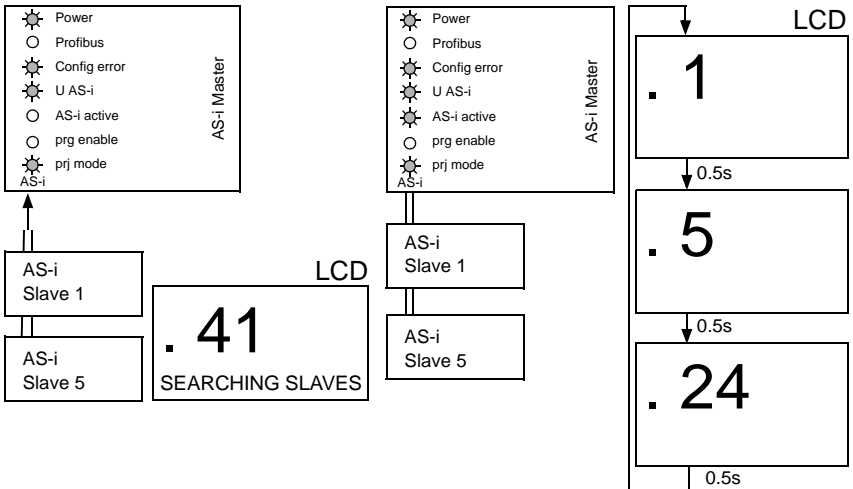 Power
Profibus
Config error
U AS-i
AS-i active
prg enable
prj mode
AS-i
AS-i Master
AS-i
Slave 1
AS-i
Slave 5
LCD
. 41
SEARCHING SLAVES
Power
Profibus
Config error
U AS-i
AS-i active
prg enable
prj mode
AS-i
AS-i Master
AS-i
Slave 1
AS-i
Slave 5
LCD
. 1
0.5s
. 5
0.5s
. 24
0.5s